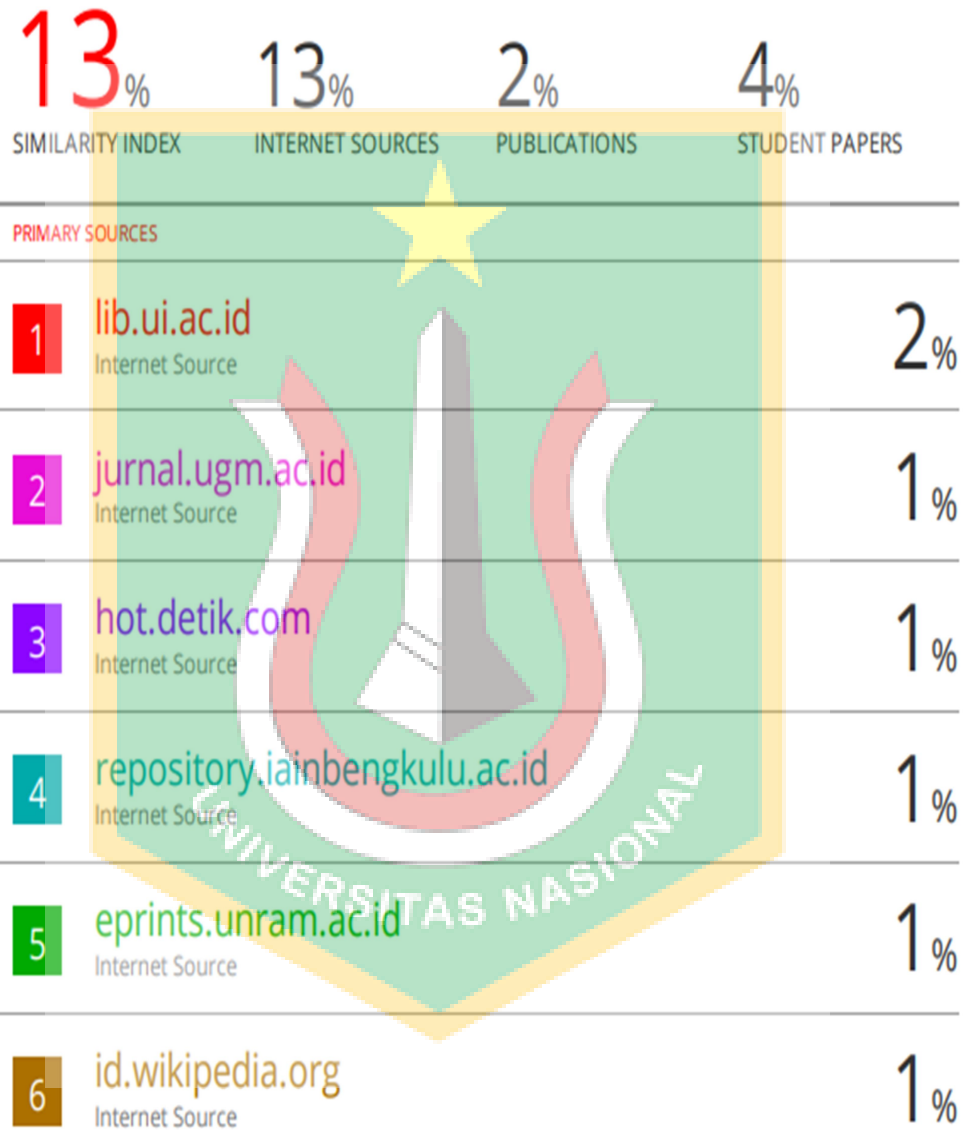 13% 13% 2% 4%
SIMILARITY INDEX INTERNET SOURCES PUBLICATIONS STUDENT PAPERS
PRIMARY SOURCES
1 lib.ui.ac.id 2%
Internet Source
2 jurnal.ugm.ac.id 1%
Internet Source
3 hot.detik.com 1%
Internet Source
4 repository.iainbengkulu.ac.id 1%
Internet Source
5 eprints.unram.ac.id 1%
Internet Source
6 id.wikipedia.org 1%
Internet Source
UNIVERSITAS NASIONAL